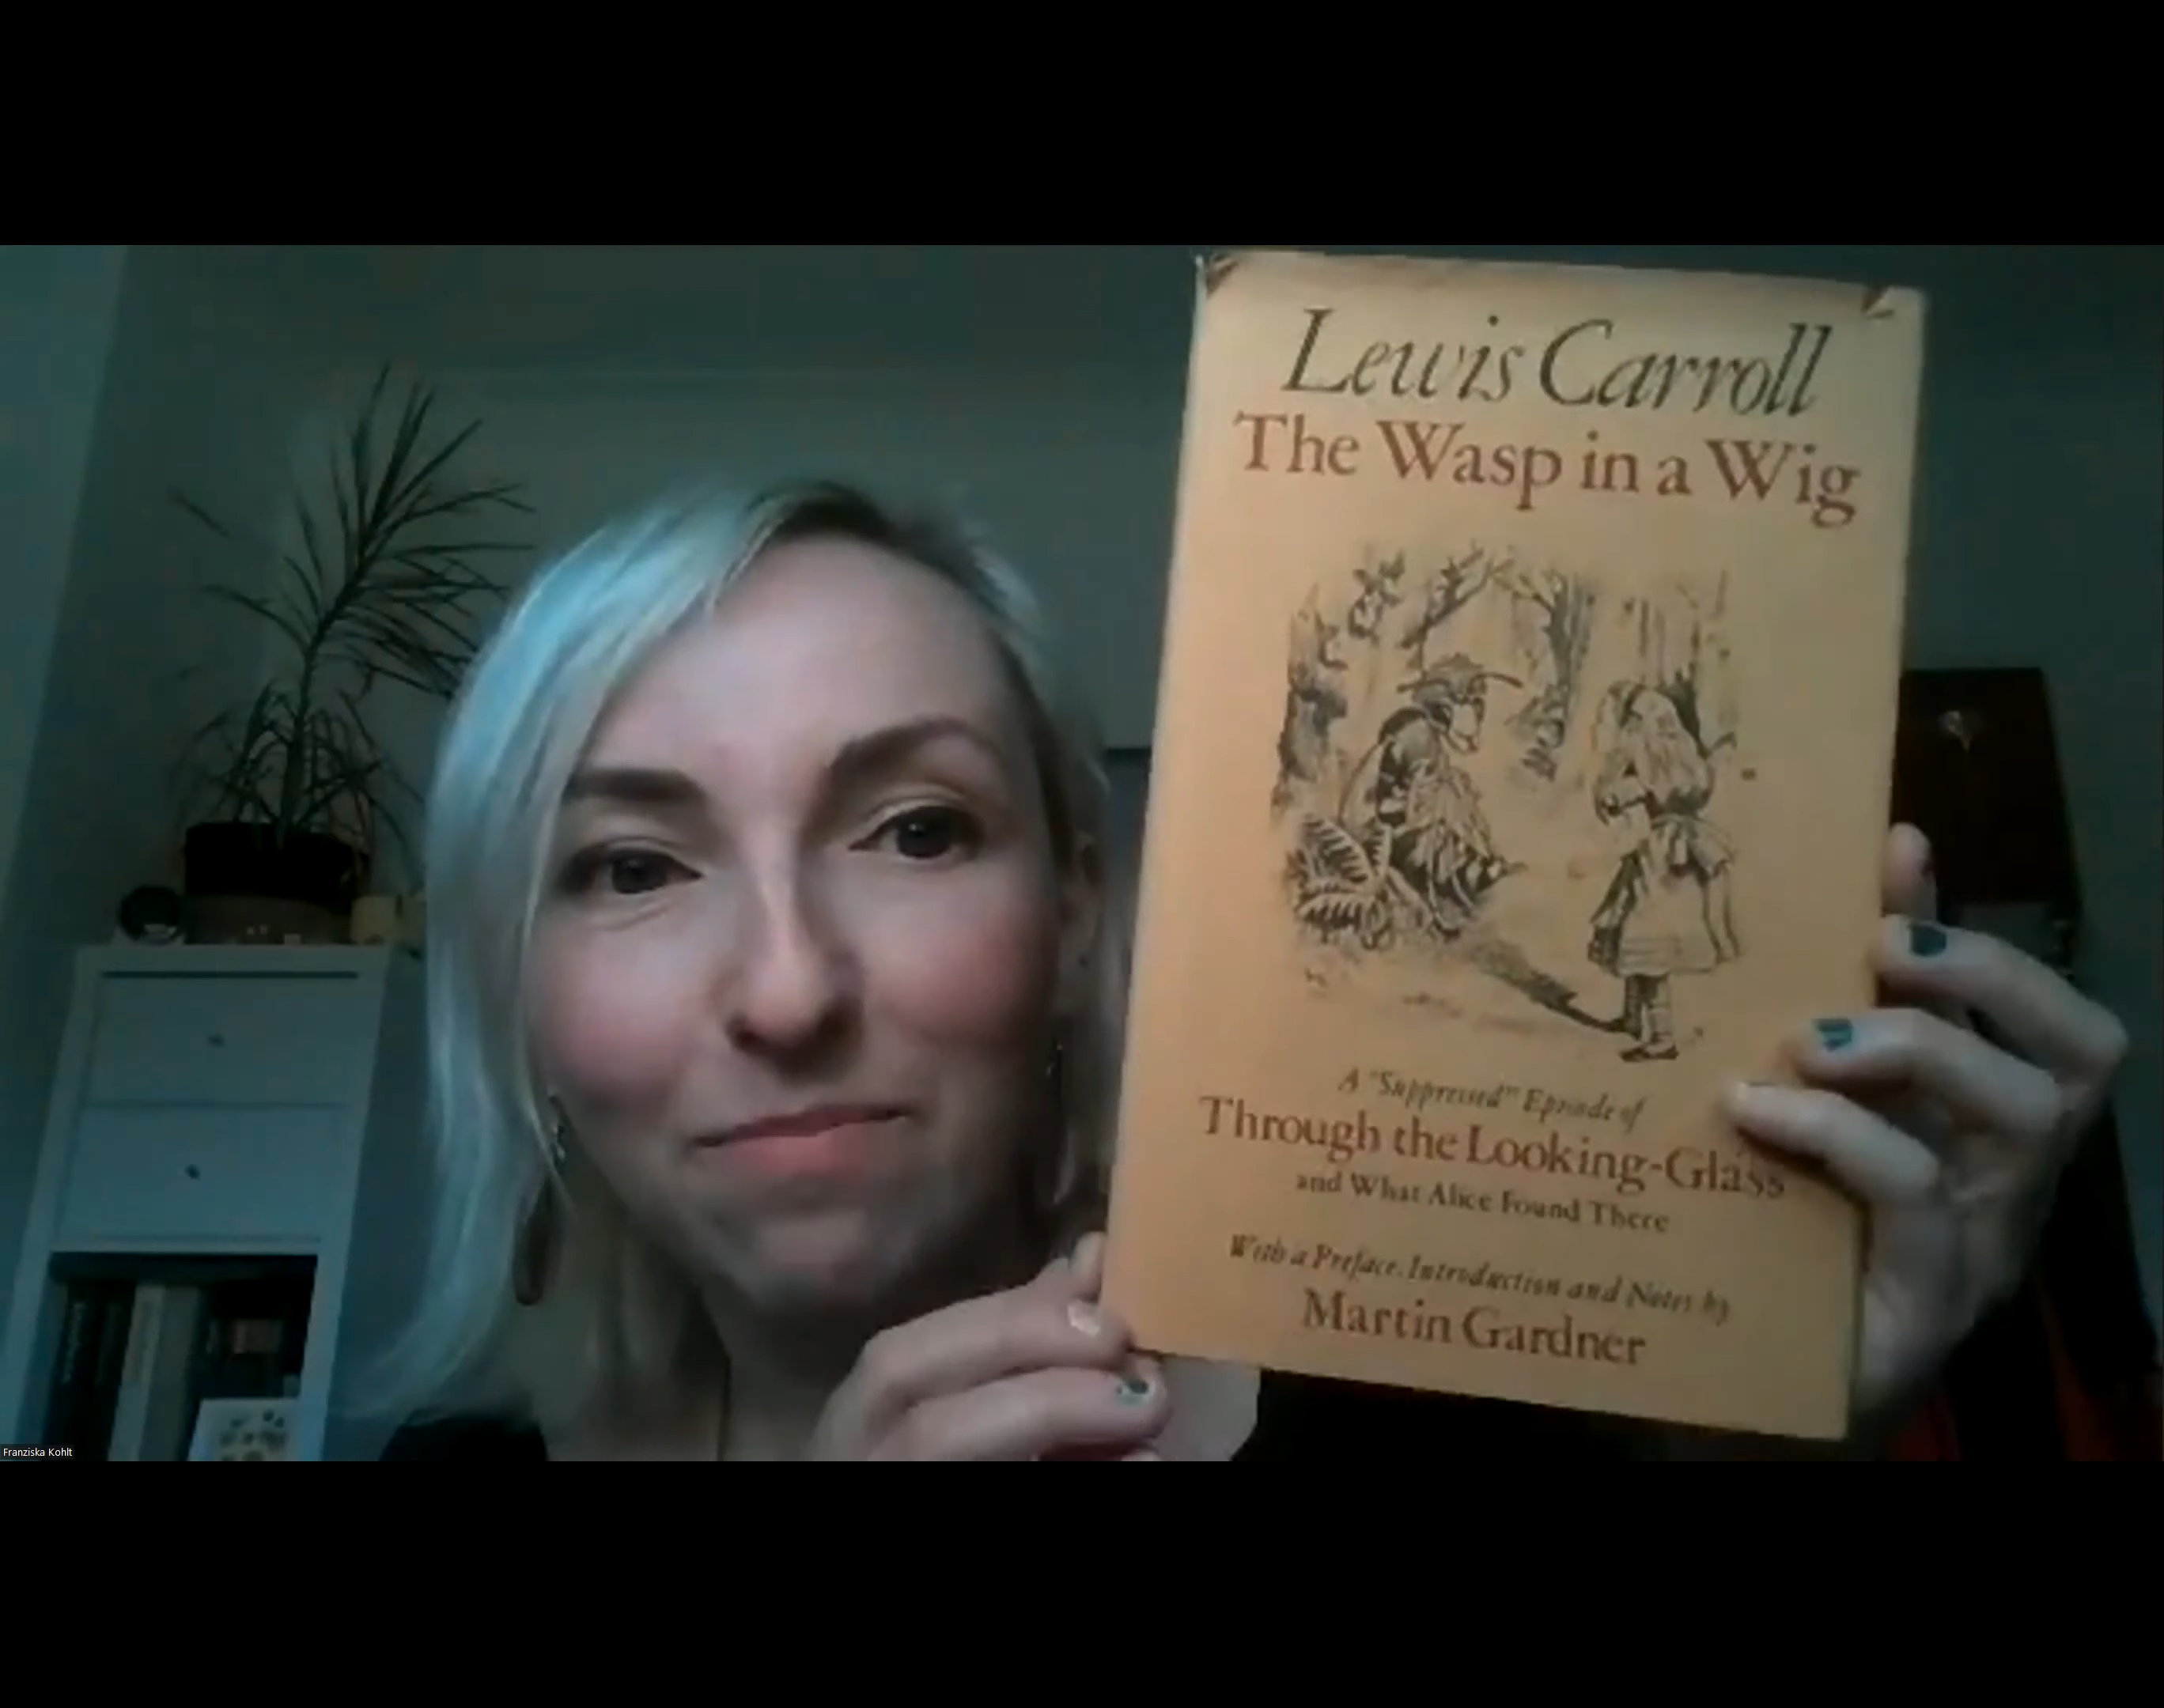 Lewis Carroll
The Wasp in a Wig
A "Suppressed" Episode of
Through the Looking-Glass
and What Alice Found There
With a Preface, Introduction and Notes by
Martin Gardner
Franziska Kohlt